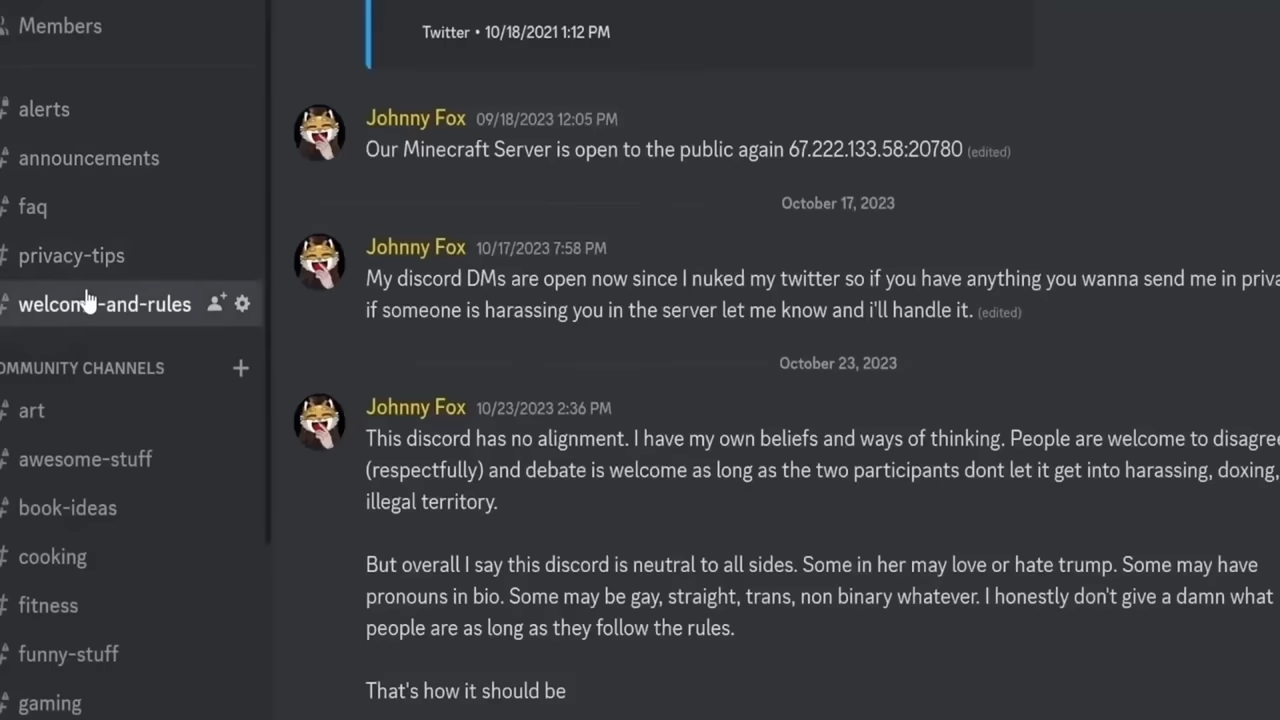 Members
alerts
announcements
faq
privacy-tips
welcome-and-rules
OMMUNITY CHANNELS
art
awesome-stuff
book-ideas
cooking
fitness
funny-stuff
gaming
Twitter • 10/18/2021 1:12 PM
Johnny Fox 09/18/2023 12:05 PM
Our Minecraft Server is open to the public again 67.222.133.58:20780 (edited)
October 17, 2023
Johnny Fox 10/17/2023 7:58 PM
My discord DMs are open now since I nuked my twitter so if you have anything you wanna send me in priva
if someone is harassing you in the server let me know and i'll handle it. (edited)
October 23, 2023
Johnny Fox 10/23/2023 2:36 PM
This discord has no alignment. I have my own beliefs and ways of thinking. People are welcome to disagree
(respectfully) and debate is welcome as long as the two participants dont let it get into harassing, doxing,
illegal territory.
But overall I say this discord is neutral to all sides. Some in her may love or hate trump. Some may have
pronouns in bio. Some may be gay, straight, trans, non binary whatever. I honestly don't give a damn what
people are as long as they follow the rules.
That's how it should be